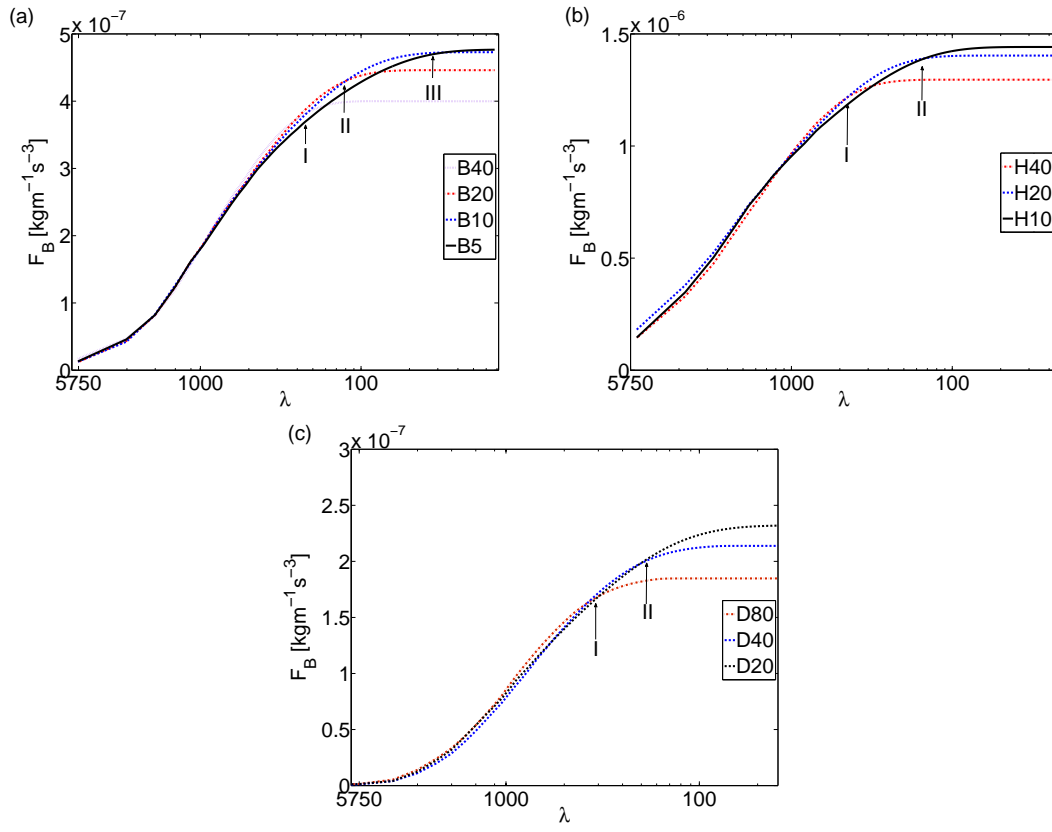 (a)
5 x 10⁻⁷
4
3
2
1
0
F_B [kgm⁻¹s⁻³]
5750 1000 100
λ
I
II
III
B40
B20
B10
B5
(b)
1.5 x 10⁻⁶
1
0.5
0
F_B [kgm⁻¹s⁻³]
5750 1000 100
λ
I
II
H40
H20
H10
(c)
3 x 10⁻⁷
2.5
2
1.5
1
0.5
0
F_B [kgm⁻¹s⁻³]
5750 1000 100
λ
I
II
D80
D40
D20